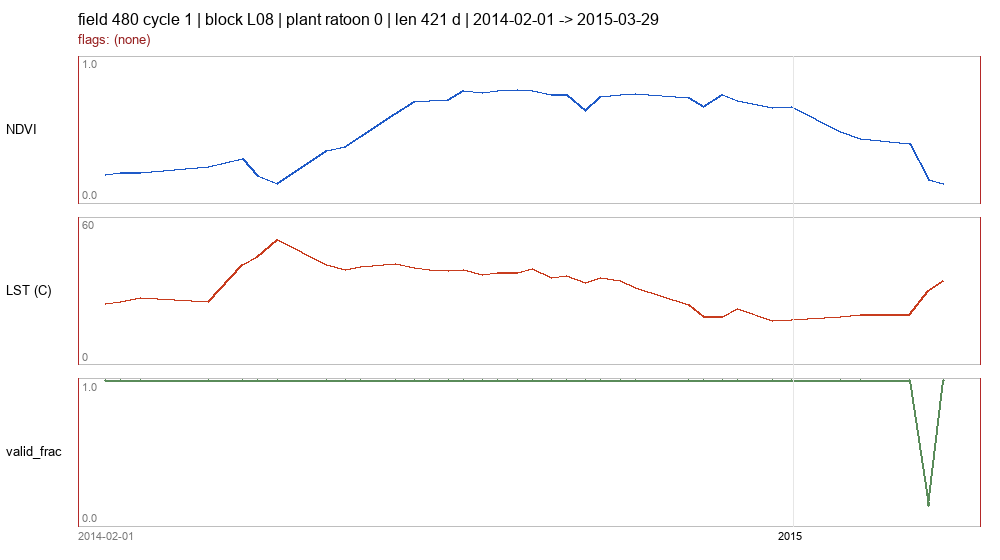 field 480 cycle 1 | block L08 | plant ratoon 0 | len 421 d | 2014-02-01 -> 2015-03-29
flags: (none)
1.0
NDVI
0.0
60
LST (C)
0
1.0
valid_frac
0.0
2014-02-01
2015